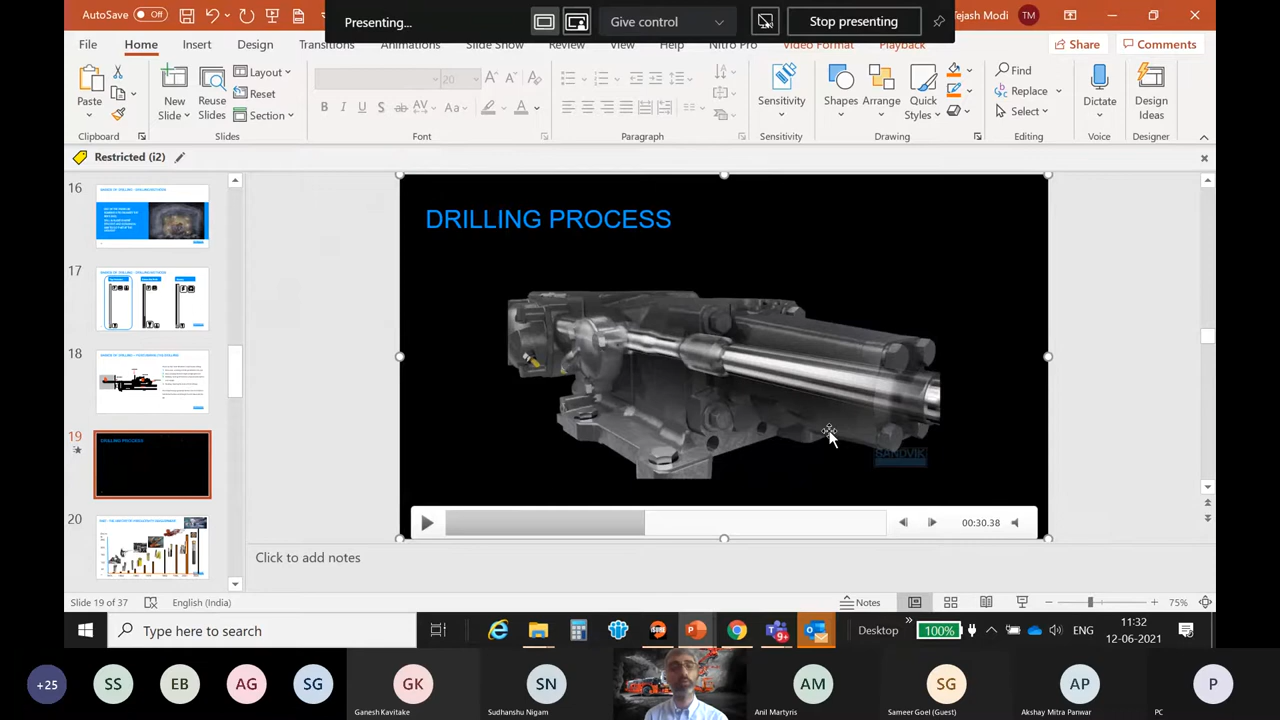 AutoSave Off
Presenting...
Give control
Stop presenting
Tejash Modi TM
File Home Insert Design Transitions Animations Slide Show Review View Help Nitro Pro Video Format Playback
Share Comments
Paste
New Slide
Reuse Slides
Layout
Reset
Section
20
Sensitivity
Shapes
Arrange
Quick Styles
Find
Replace
Select
Dictate
Design Ideas
Clipboard Slides Font Paragraph Sensitivity Drawing Editing Voice Designer
Restricted (i2)
16
17
18
19
DRILLING PROCESS
20
DRILLING PROCESS
SANDVIK
00:30.38
Click to add notes
Slide 19 of 37 English (India) Notes 75%
Type here to search
9+
Desktop 100% ENG 11:32
12-06-2021
+25 SS EB AG SG GK SN AM SG AP P
Ganesh Kavitake Sudhanshu Nigam Anil Martyris Sameer Goel (Guest) Akshay Mitra Panwar PC